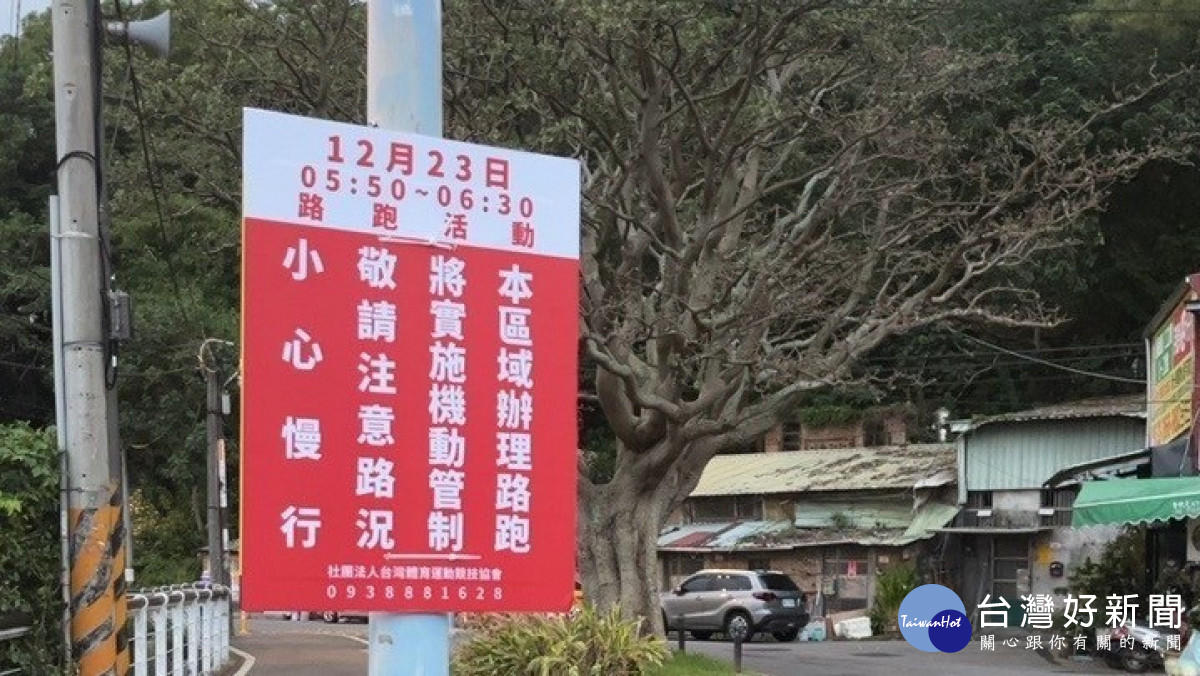 12月23日
05:50~06:30
路跑活動
本區域辦理路跑
將實施機動管制
敬請注意路況
小心慢行
社團法人台灣體育運動競技協會
0938881628
TaiwanHot
台灣好新聞
關心跟你有關的新聞